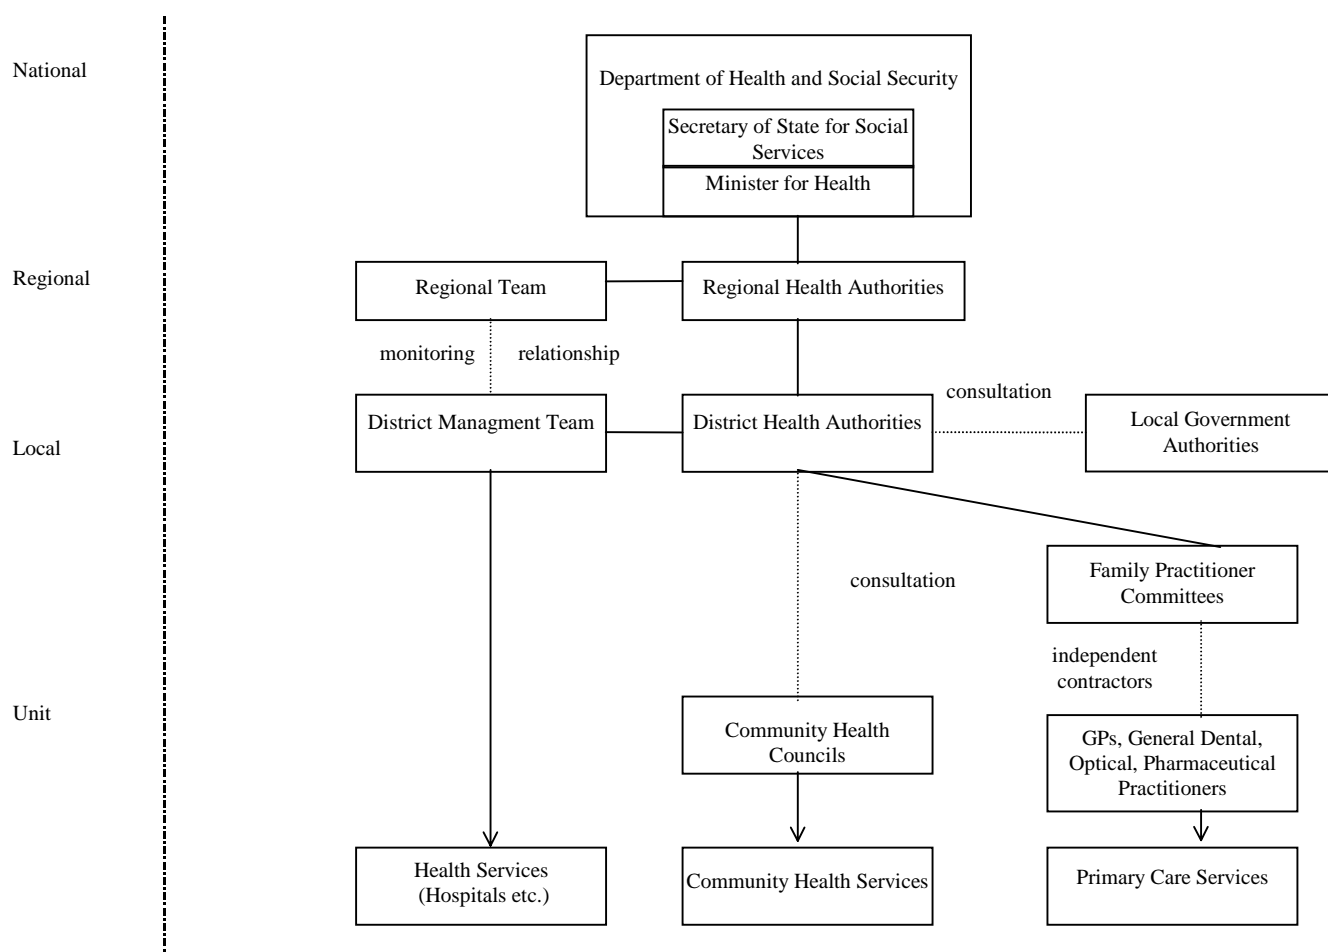 National
Department of Health and Social Security
Secretary of State for Social
Services
Minister for Health
Regional
Regional Team
Regional Health Authorities
monitoring relationship
consultation
Local
District Managment Team
District Health Authorities
Local Government
Authorities
consultation
Family Practitioner
Committees
independent
contractors
Unit
Community Health
Councils
GPs, General Dental,
Optical, Pharmaceutical
Practitioners
Health Services
(Hospitals etc.)
Community Health Services
Primary Care Services